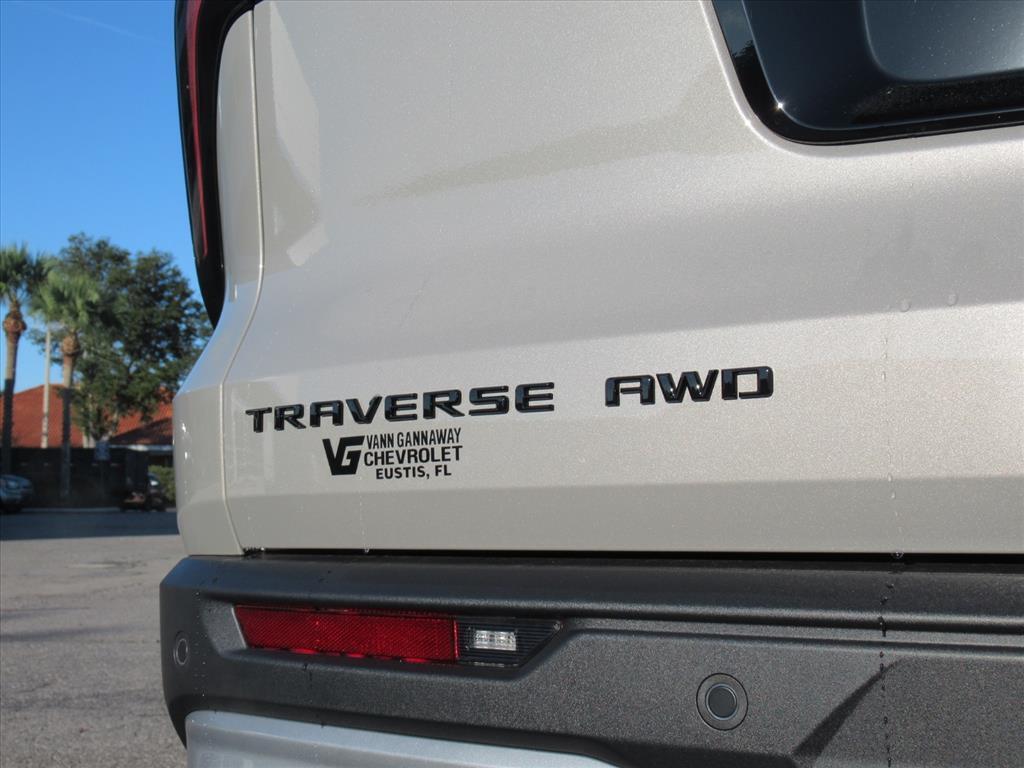 TRAVERSE AWD
VG VANN GANNAWAY
CHEVROLET
EUSTIS, FL